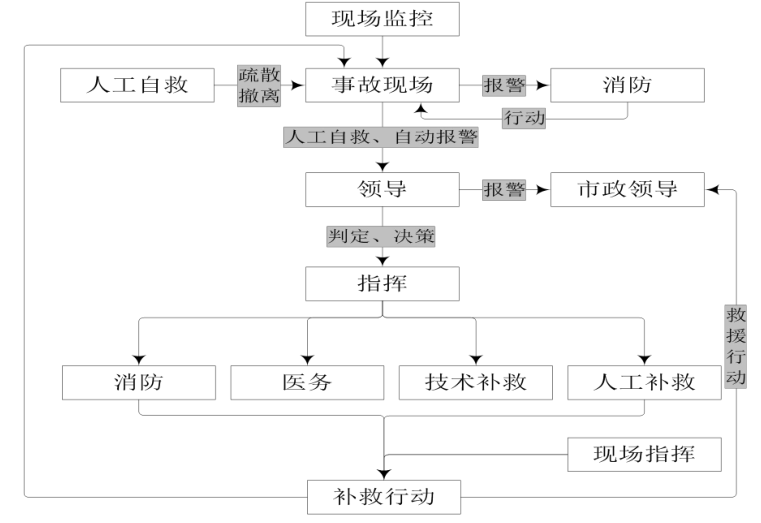 现场监控
人工自救
疏散
撤离
事故现场
报警
消防
行动
人工自救、自动报警
领导
报警
市政领导
判定、决策
指挥
救
援
行
动
消防
医务
技术补救
人工补救
现场指挥
补救行动